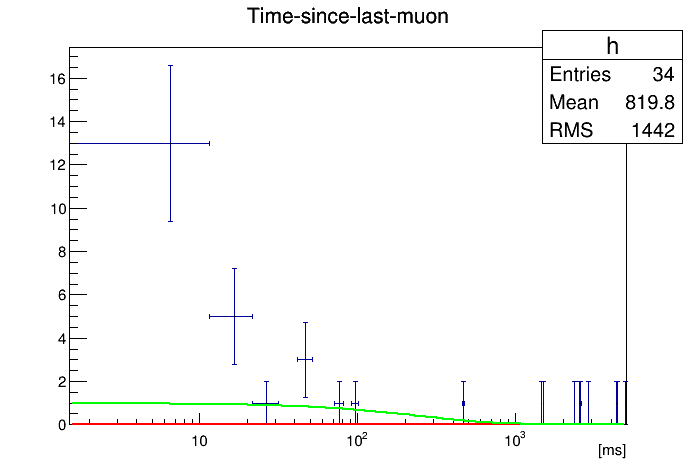 Time-since-last-muon
h
Entries 34
Mean 819.8
RMS 1442
16
14
12
10
8
6
4
2
0
10 10² 10³
[ms]